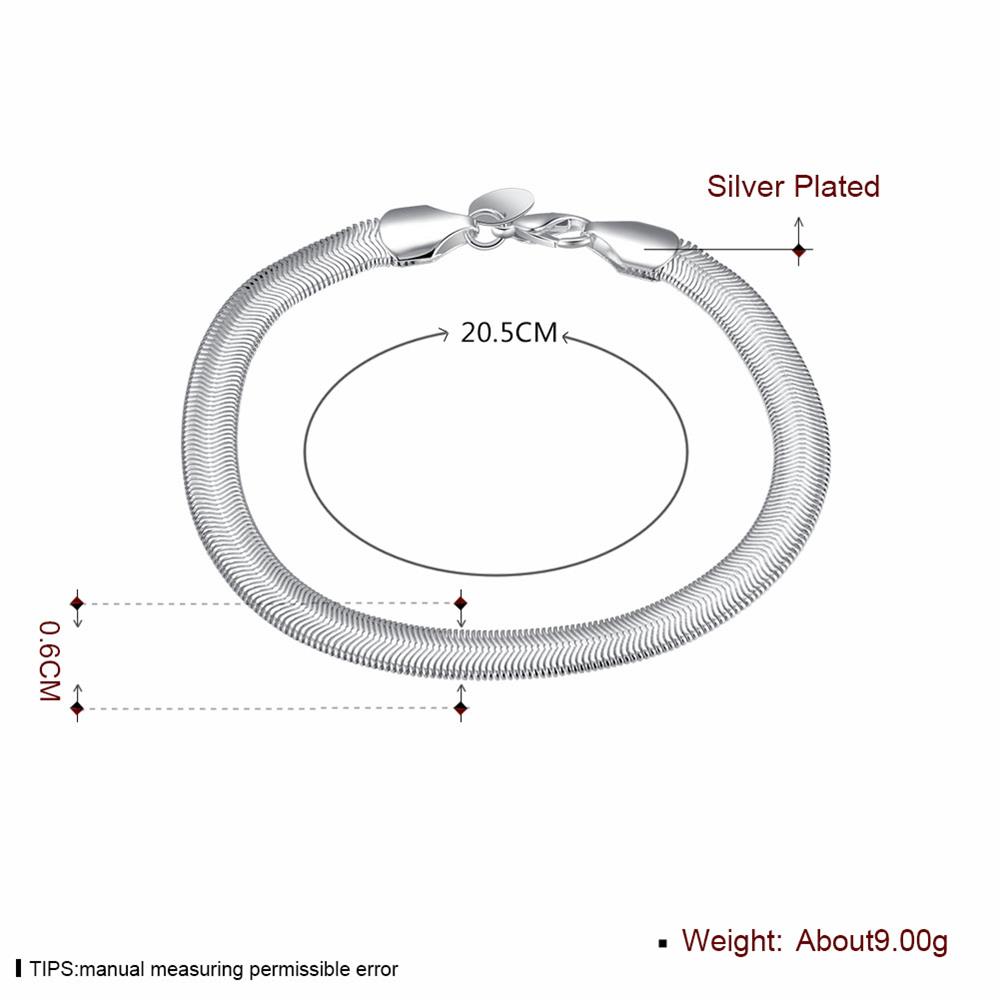 Silver Plated
20.5CM
0.6CM
Weight: About9.00g
TIPS:manual measuring permissible error